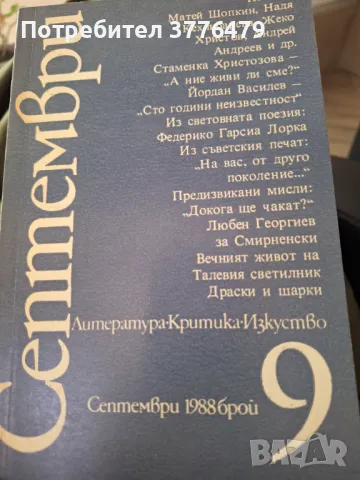 Потребител 3776479
Матей Шопкин, Надя
Жеко
Христов, Андрей
Андреев и др.
Стаменка Христозова —
„А ние живи ли сме?“
Йордан Василев —
„Сто години неизвестност“
Из световната поезия:
Федерико Гарсиа Лорка
Из съветския печат:
„На вас, от друго
поколение...“
Предизвикани мисли:
„Докога ще чакат?“
Любен Георгиев
за Смирненски
Вечният живот на
Талевия светилник
Драски и шарки
Септември
Литература·Критика·Изкуство
Септември 1988 брой 9
BAZAR